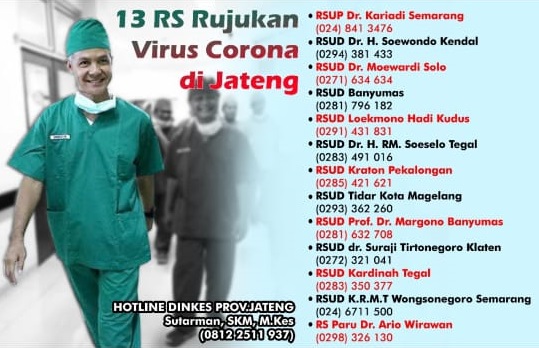 13 RS Rujukan
Virus Corona
di Jateng
• RSUP Dr. Kariadi Semarang
(024) 841 3476
• RSUD Dr. H. Soewondo Kendal
(0294) 381 433
• RSUD Dr. Moewardi Solo
(0271) 634 634
• RSUD Banyumas
(0281) 796 182
• RSUD Loekmono Hadi Kudus
(0291) 431 831
• RSUD Dr. H. RM. Soeselo Tegal
(0283) 491 016
• RSUD Kraton Pekalongan
(0285) 421 621
• RSUD Tidar Kota Magelang
(0293) 362 260
• RSUD Prof. Dr. Margono Banyumas
(0281) 632 708
• RSUD dr. Suraji Tirtonegoro Klaten
(0272) 321 041
• RSUD Kardinah Tegal
(0283) 350 377
• RSUD K.R.M.T Wongsonegoro Semarang
(024) 6711 500
• RS Paru Dr. Ario Wirawan
(0298) 326 130
HOTLINE DINKES PROV.JATENG
Sutarman, SKM, M.Kes
(0812 2511 937)